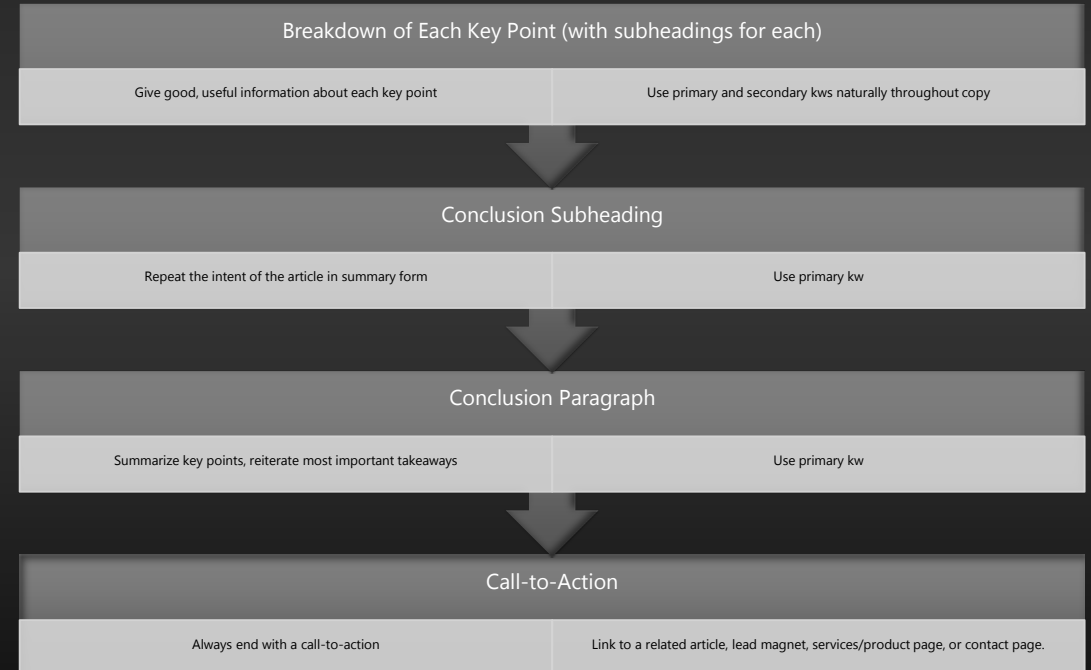 Breakdown of Each Key Point (with subheadings for each)
Give good, useful information about each key point
Use primary and secondary kws naturally throughout copy
Conclusion Subheading
Repeat the intent of the article in summary form
Use primary kw
Conclusion Paragraph
Summarize key points, reiterate most important takeaways
Use primary kw
Call-to-Action
Always end with a call-to-action
Link to a related article, lead magnet, services/product page, or contact page.